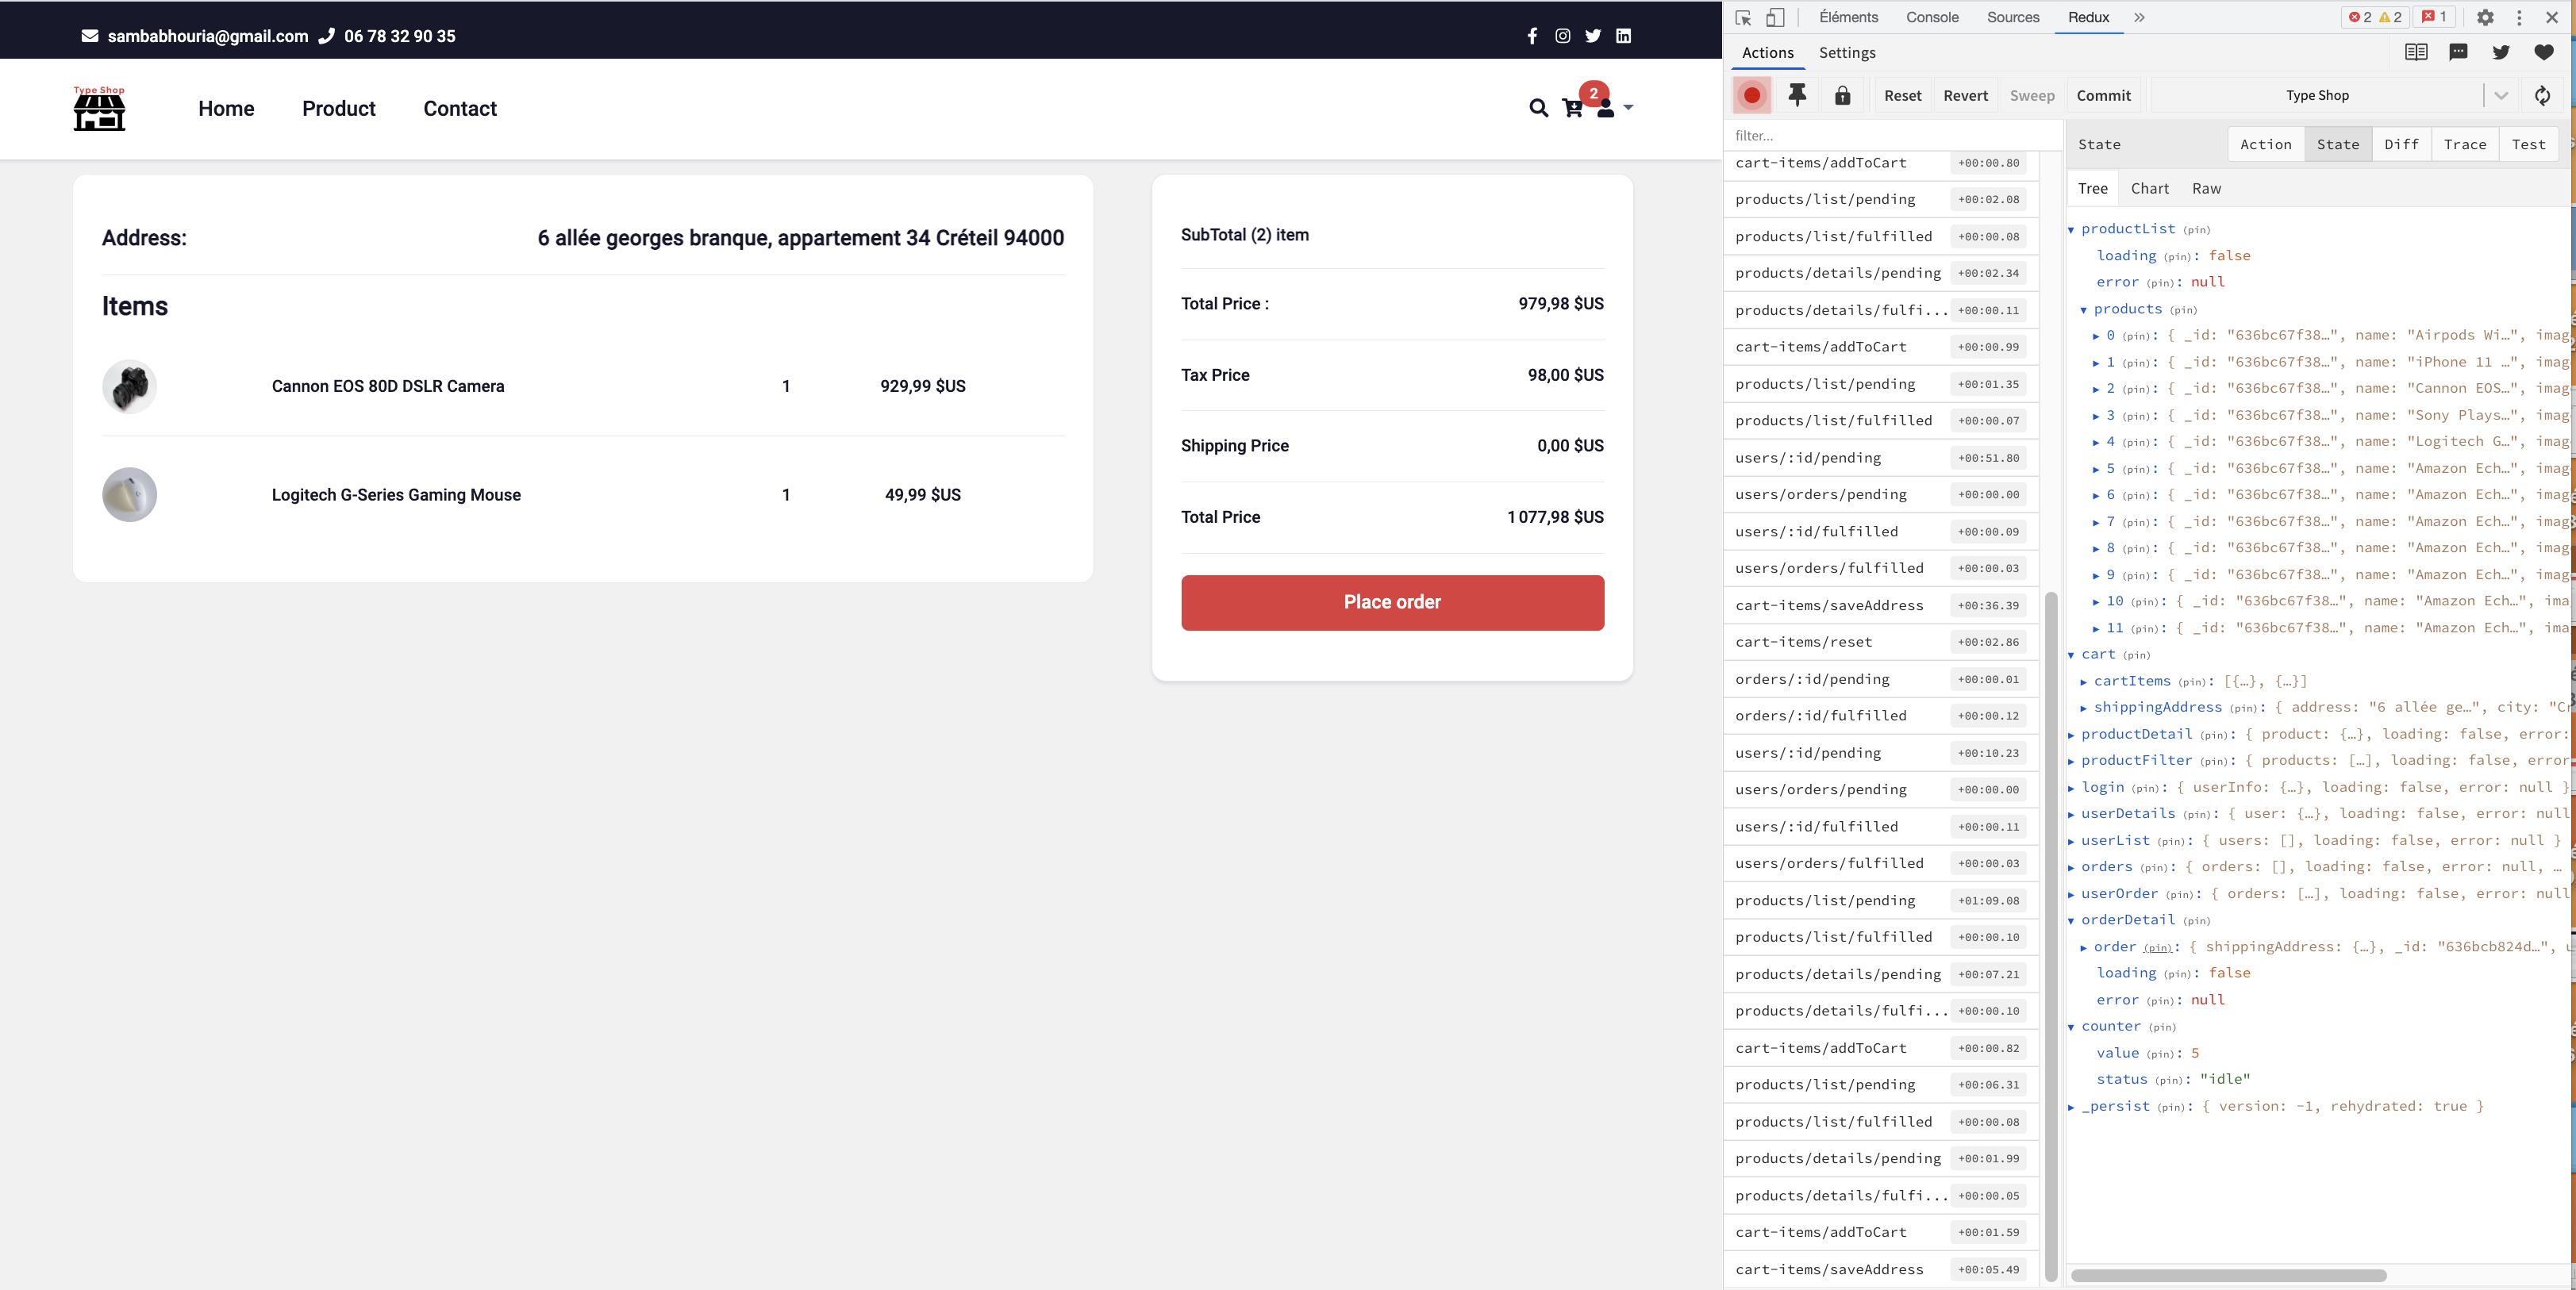 sambabhouria@gmail.com 06 78 32 90 35
Type Shop
Home Product Contact
2
Address: 6 allée georges branque, appartement 34 Créteil 94000
Items
Cannon EOS 80D DSLR Camera 1 929,99 $US
Logitech G-Series Gaming Mouse 1 49,99 $US
SubTotal (2) item
Total Price : 979,98 $US
Tax Price 98,00 $US
Shipping Price 0,00 $US
Total Price 1 077,98 $US
Place order
Éléments Console Sources Redux » 2 2 1
Actions Settings
Reset Revert Sweep Commit Type Shop
filter...
cart-items/addToCart +00:00.80
products/list/pending +00:02.08
products/list/fulfilled +00:00.08
products/details/pending +00:02.34
products/details/fulfi... +00:00.11
cart-items/addToCart +00:00.99
products/list/pending +00:01.35
products/list/fulfilled +00:00.07
users/:id/pending +00:51.80
users/orders/pending +00:00.00
users/:id/fulfilled +00:00.09
users/orders/fulfilled +00:00.03
cart-items/saveAddress +00:36.39
cart-items/reset +00:02.86
orders/:id/pending +00:00.01
orders/:id/fulfilled +00:00.12
users/:id/pending +00:10.23
users/orders/pending +00:00.00
users/:id/fulfilled +00:00.11
users/orders/fulfilled +00:00.03
products/list/pending +01:09.08
products/list/fulfilled +00:00.10
products/details/pending +00:07.21
products/details/fulfi... +00:00.10
cart-items/addToCart +00:00.82
products/list/pending +00:06.31
products/list/fulfilled +00:00.08
products/details/pending +00:01.99
products/details/fulfi... +00:00.05
cart-items/addToCart +00:01.59
cart-items/saveAddress +00:05.49
State Action State Diff Trace Test
Tree Chart Raw
productList (pin)
loading (pin): false
error (pin): null
products (pin)
0 (pin): { _id: "636bc67f38…", name: "Airpods Wi…", imag
1 (pin): { _id: "636bc67f38…", name: "iPhone 11 …", imag
2 (pin): { _id: "636bc67f38…", name: "Cannon EOS…", imag
3 (pin): { _id: "636bc67f38…", name: "Sony Plays…", imag
4 (pin): { _id: "636bc67f38…", name: "Logitech G…", imag
5 (pin): { _id: "636bc67f38…", name: "Amazon Ech…", imag
6 (pin): { _id: "636bc67f38…", name: "Amazon Ech…", imag
7 (pin): { _id: "636bc67f38…", name: "Amazon Ech…", imag
8 (pin): { _id: "636bc67f38…", name: "Amazon Ech…", imag
9 (pin): { _id: "636bc67f38…", name: "Amazon Ech…", imag
10 (pin): { _id: "636bc67f38…", name: "Amazon Ech…", ima
11 (pin): { _id: "636bc67f38…", name: "Amazon Ech…", ima
cart (pin)
cartItems (pin): [{…}, {…}]
shippingAddress (pin): { address: "6 allée ge…", city: "Cr
productDetail (pin): { product: {…}, loading: false, error:
productFilter (pin): { products: […], loading: false, error
login (pin): { userInfo: {…}, loading: false, error: null }
userDetails (pin): { user: {…}, loading: false, error: null
userList (pin): { users: [], loading: false, error: null }
orders (pin): { orders: [], loading: false, error: null, …
userOrder (pin): { orders: […], loading: false, error: null
orderDetail (pin)
order (pin): { shippingAddress: {…}, _id: "636bcb824d…", u
loading (pin): false
error (pin): null
counter (pin)
value (pin): 5
status (pin): "idle"
_persist (pin): { version: -1, rehydrated: true }